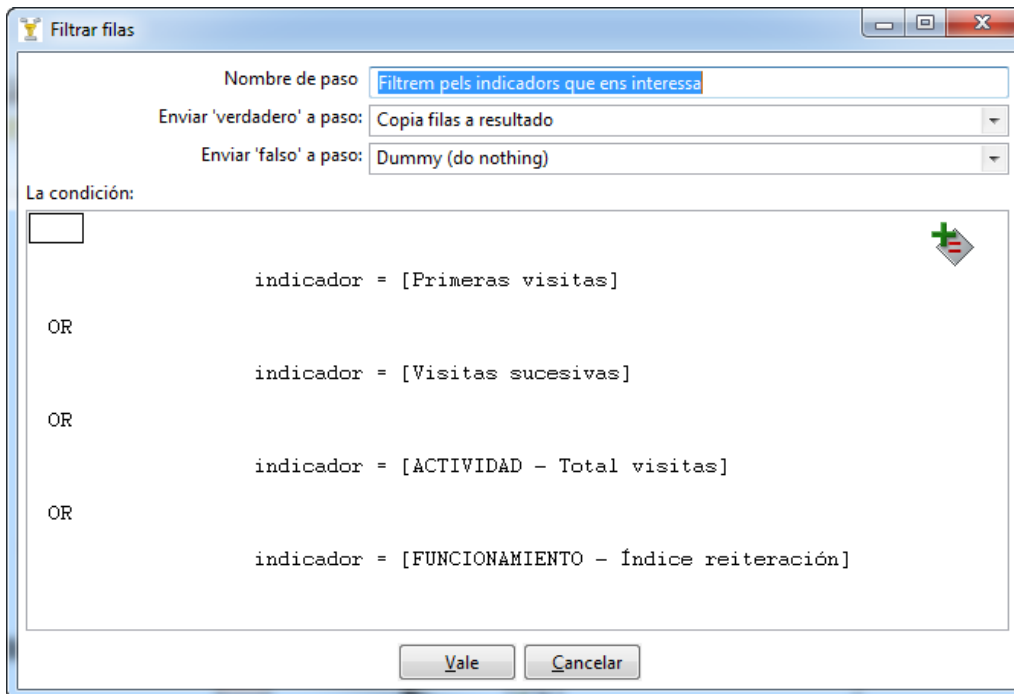 Filtrar filas
Nombre de paso Filtrem pels indicadors que ens interessa
Enviar 'verdadero' a paso: Copia filas a resultado
Enviar 'falso' a paso: Dummy (do nothing)
La condición:
indicador = [Primeras visitas]
OR
indicador = [Visitas sucesivas]
OR
indicador = [ACTIVIDAD - Total visitas]
OR
indicador = [FUNCIONAMIENTO - Índice reiteración]
Vale Cancelar